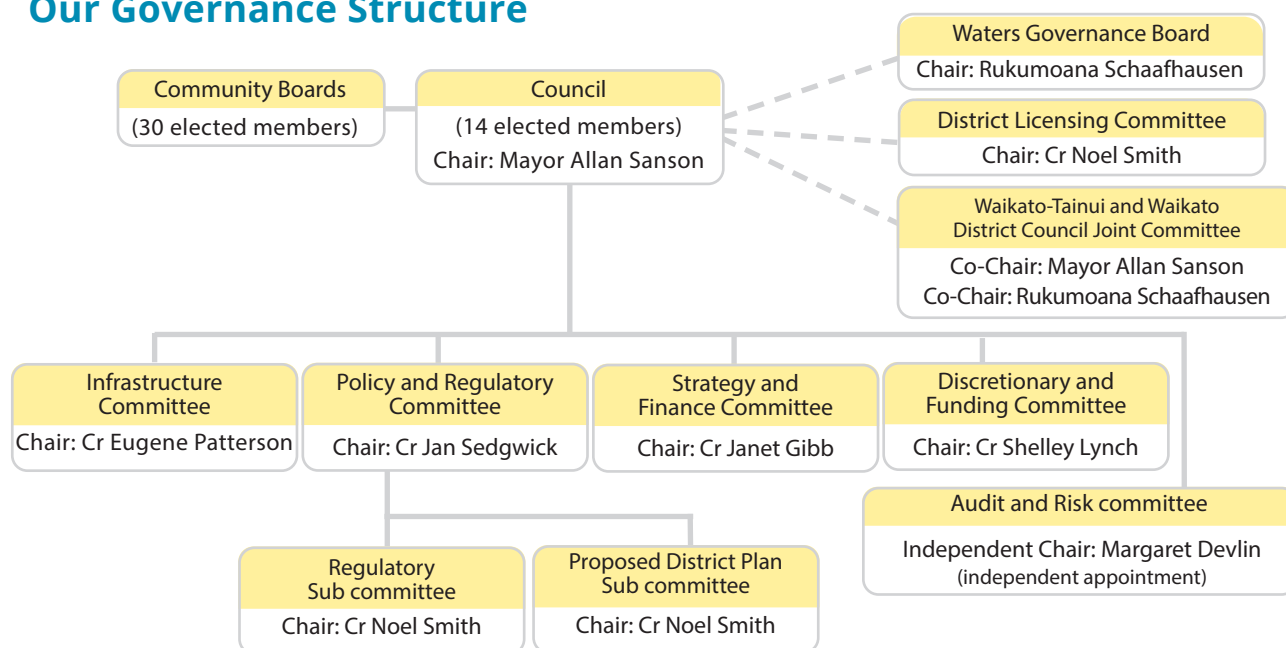 Our Governance Structure
Community Boards
(30 elected members)
Council
(14 elected members)
Chair: Mayor Allan Sanson
Waters Governance Board
Chair: Rukumoana Schaafhausen
District Licensing Committee
Chair: Cr Noel Smith
Waikato-Tainui and Waikato
District Council Joint Committee
Co-Chair: Mayor Allan Sanson
Co-Chair: Rukumoana Schaafhausen
Infrastructure
Committee
Chair: Cr Eugene Patterson
Policy and Regulatory
Committee
Chair: Cr Jan Sedgwick
Strategy and
Finance Committee
Chair: Cr Janet Gibb
Discretionary and
Funding Committee
Chair: Cr Shelley Lynch
Audit and Risk committee
Independent Chair: Margaret Devlin
(independent appointment)
Regulatory
Sub committee
Chair: Cr Noel Smith
Proposed District Plan
Sub committee
Chair: Cr Noel Smith